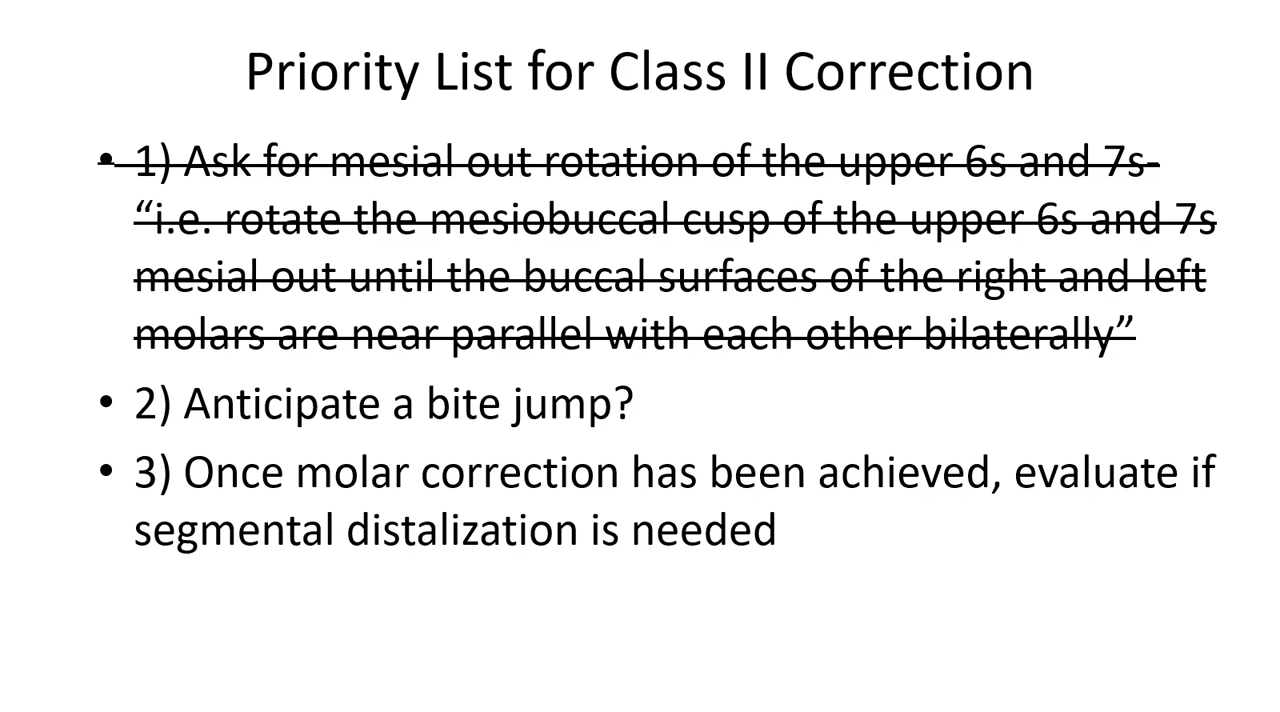 Priority List for Class II Correction
• 1) Ask for mesial out rotation of the upper 6s and 7s-
“i.e. rotate the mesiobuccal cusp of the upper 6s and 7s
mesial out until the buccal surfaces of the right and left
molars are near parallel with each other bilaterally”
• 2) Anticipate a bite jump?
• 3) Once molar correction has been achieved, evaluate if
segmental distalization is needed